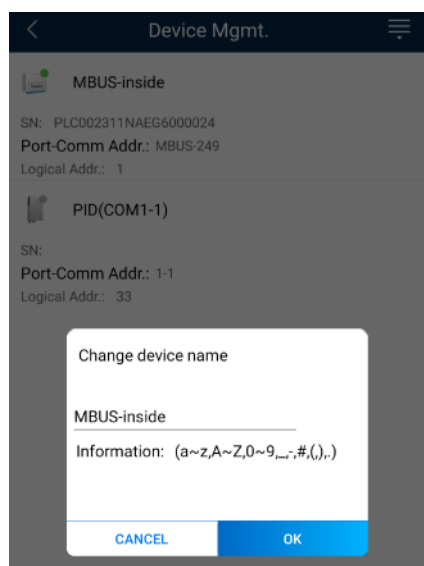 Device Mgmt.
MBUS-inside
SN: PLC002311NAEG6000024
Port-Comm Addr.: MBUS-249
Logical Addr.: 1
PID(COM1-1)
SN:
Port-Comm Addr.: 1-1
Logical Addr.: 33
Change device name
MBUS-inside
Information: (a~z,A~Z,0~9,_,-,#,(,),.)
CANCEL OK